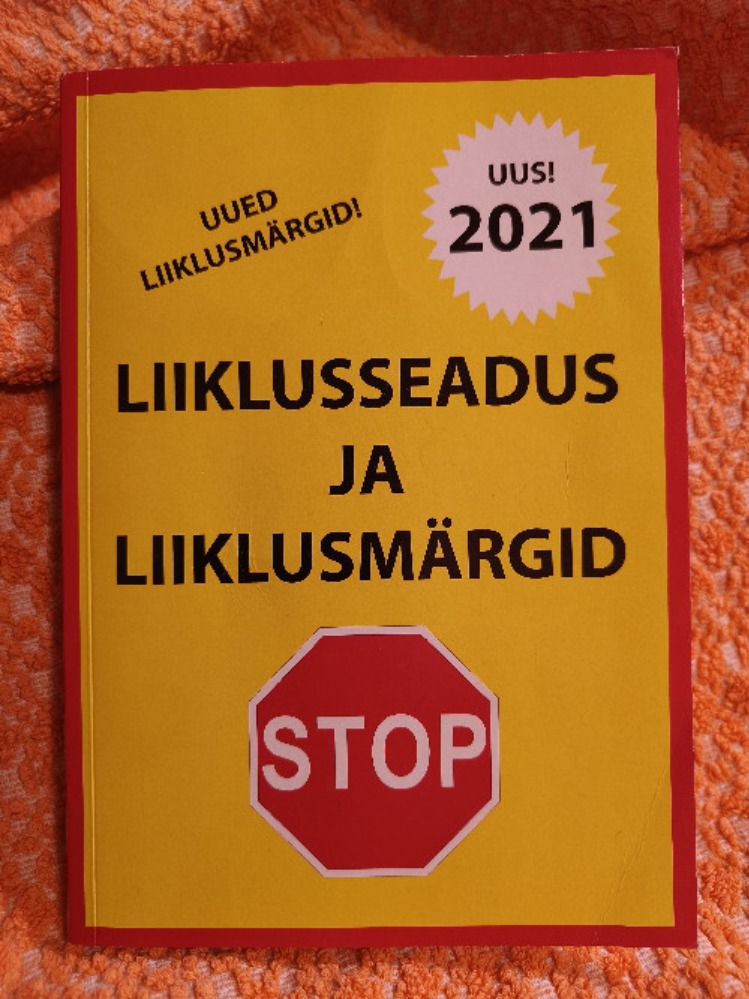 UUED
LIIKLUSMÄRGID!
UUS!
2021
LIIKLUSSEADUS
JA
LIIKLUSMÄRGID
STOP